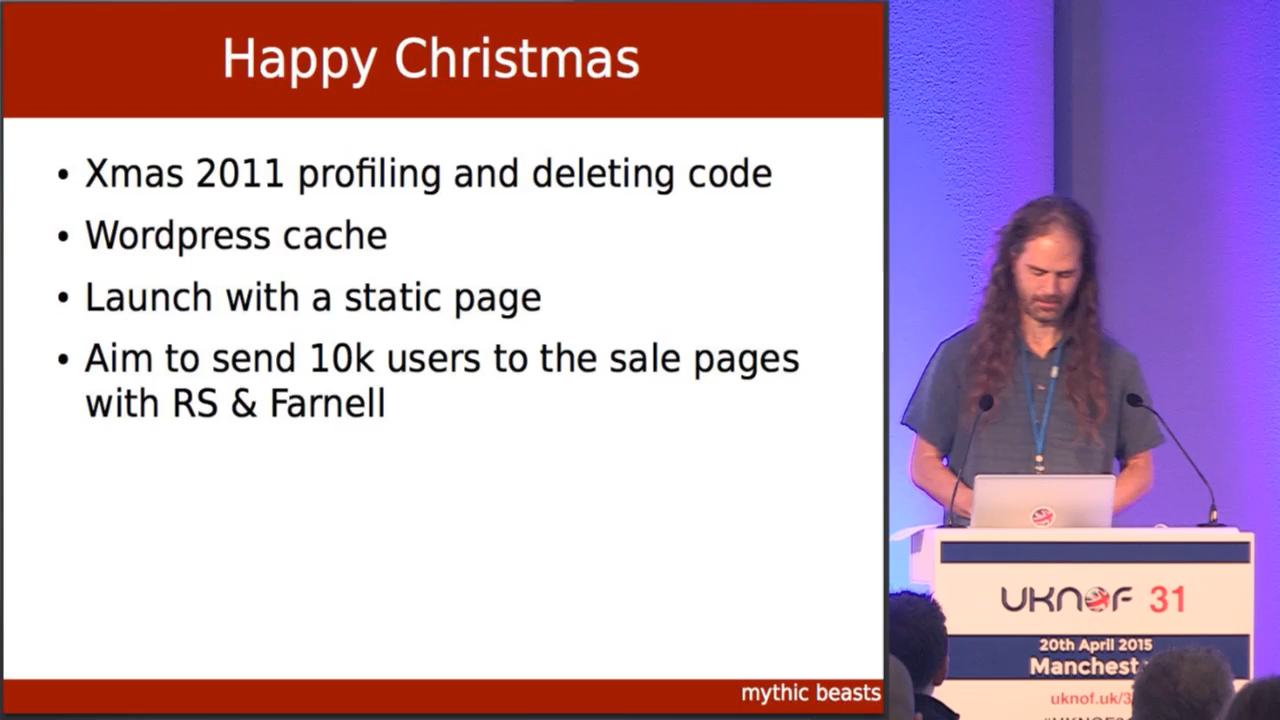 Happy Christmas
• Xmas 2011 profiling and deleting code
• Wordpress cache
• Launch with a static page
• Aim to send 10k users to the sale pages
with RS & Farnell
mythic beasts
UKNOF 31
20th April 2015
uknof.uk/3